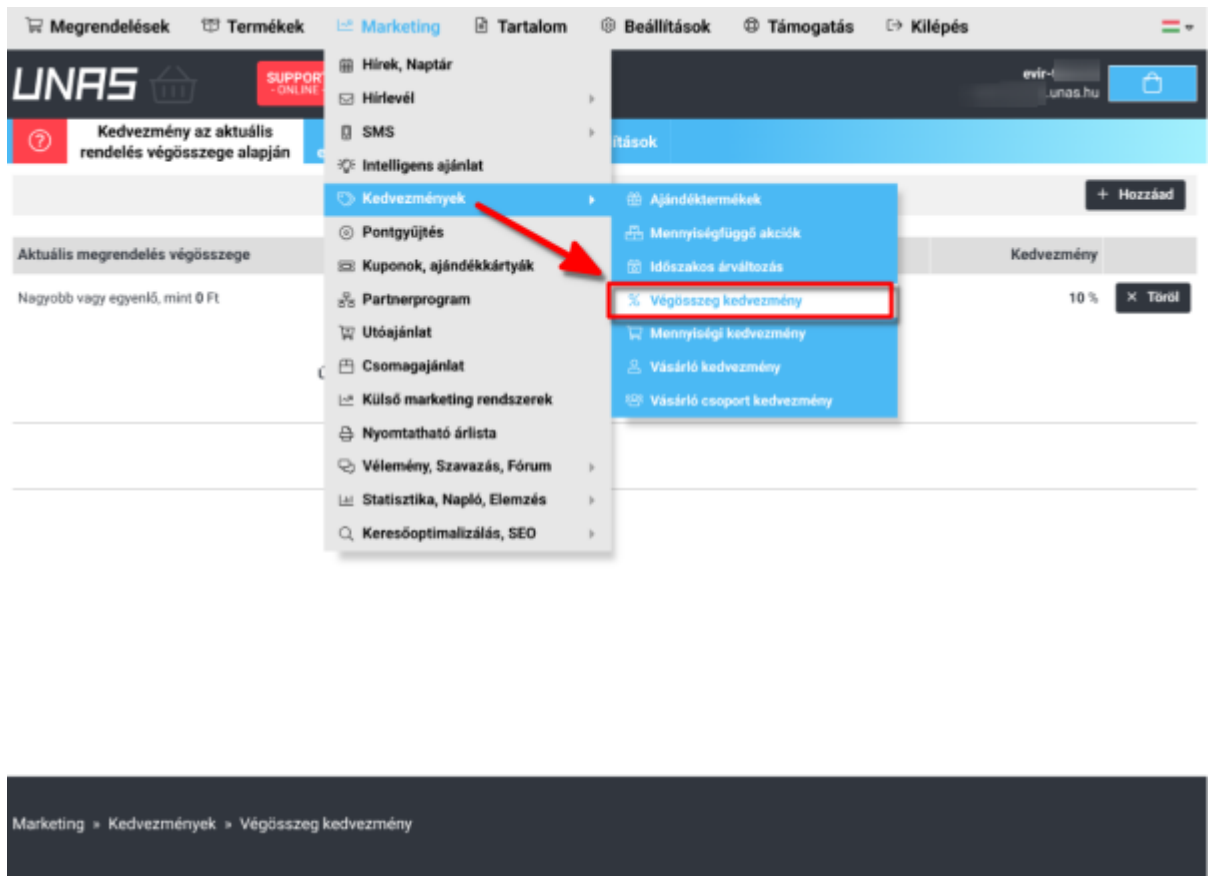 Megrendelések Termékek Marketing Tartalom Beállítások Támogatás Kilépés
UNAS
SUPPORT
- ONLINE -
evir-
.unas.hu
Kedvezmény az aktuális
rendelés végösszege alapján
ítások
Hírek, Naptár
Hírlevél
SMS
Intelligens ajánlat
Kedvezmények
Pontgyűjtés
Kuponok, ajándékkártyák
Partnerprogram
Utóajánlat
Csomagajánlat
Külső marketing rendszerek
Nyomtatható árlista
Vélemény, Szavazás, Fórum
Statisztika, Napló, Elemzés
Keresőoptimalizálás, SEO
Ajándéktermékek
Mennyiségfüggő akciók
Időszakos árváltozás
Végösszeg kedvezmény
Mennyiségi kedvezmény
Vásárló kedvezmény
Vásárló csoport kedvezmény
+ Hozzáad
Aktuális megrendelés végösszege Kedvezmény
Nagyobb vagy egyenlő, mint 0 Ft 10 % × Töröl
Marketing » Kedvezmények » Végösszeg kedvezmény